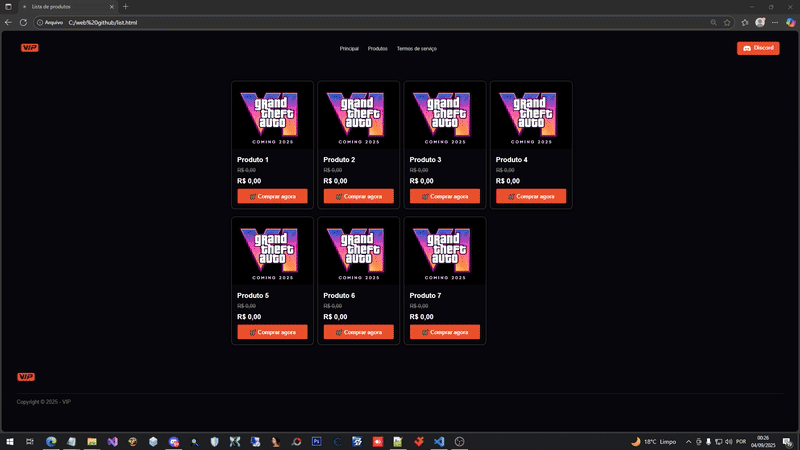 Lista de produtos
Arquivo C:/web%20github/list.html
VIP
Principal Produtos Termos de serviço
Discord
grand theft auto VI grand theft auto VI grand theft auto VI grand theft auto VI
COMING 2025 COMING 2025 COMING 2025 COMING 2025
Produto 1 Produto 2 Produto 3 Produto 4
R$ 0,00 R$ 0,00 R$ 0,00 R$ 0,00
R$ 0,00 R$ 0,00 R$ 0,00 R$ 0,00
Comprar agora Comprar agora Comprar agora Comprar agora
grand theft auto VI grand theft auto VI grand theft auto VI
COMING 2025 COMING 2025 COMING 2025
Produto 5 Produto 6 Produto 7
R$ 0,00 R$ 0,00 R$ 0,00
R$ 0,00 R$ 0,00 R$ 0,00
Comprar agora Comprar agora Comprar agora
VIP
Copyright © 2025 - VIP
18°C Limpo
POR
00:26
04/09/2025